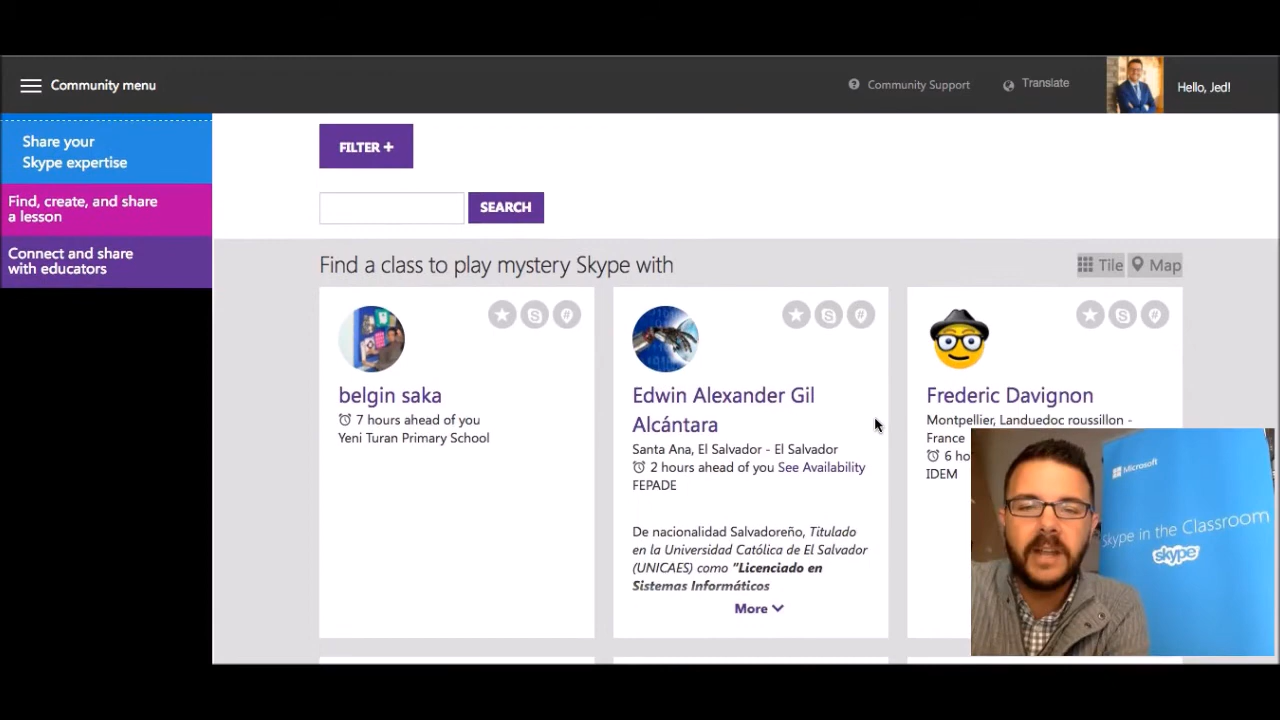 Community menu
Community Support
Translate
Hello, Jed!
Share your
Skype expertise
Find, create, and share
a lesson
Connect and share
with educators
FILTER +
SEARCH
Find a class to play mystery Skype with
Tile
Map
belgin saka
7 hours ahead of you
Yeni Turan Primary School
Edwin Alexander Gil
Alcántara
Santa Ana, El Salvador - El Salvador
2 hours ahead of you See Availability
FEPADE
De nacionalidad Salvadoreño, Titulado
en la Universidad Católica de El Salvador
(UNICAES) como "Licenciado en
Sistemas Informáticos
More
Frederic Davignon
Montpellier, Landuedoc roussillon -
France
6 ho
IDEM
Microsoft
Skype in the Classroom
skype